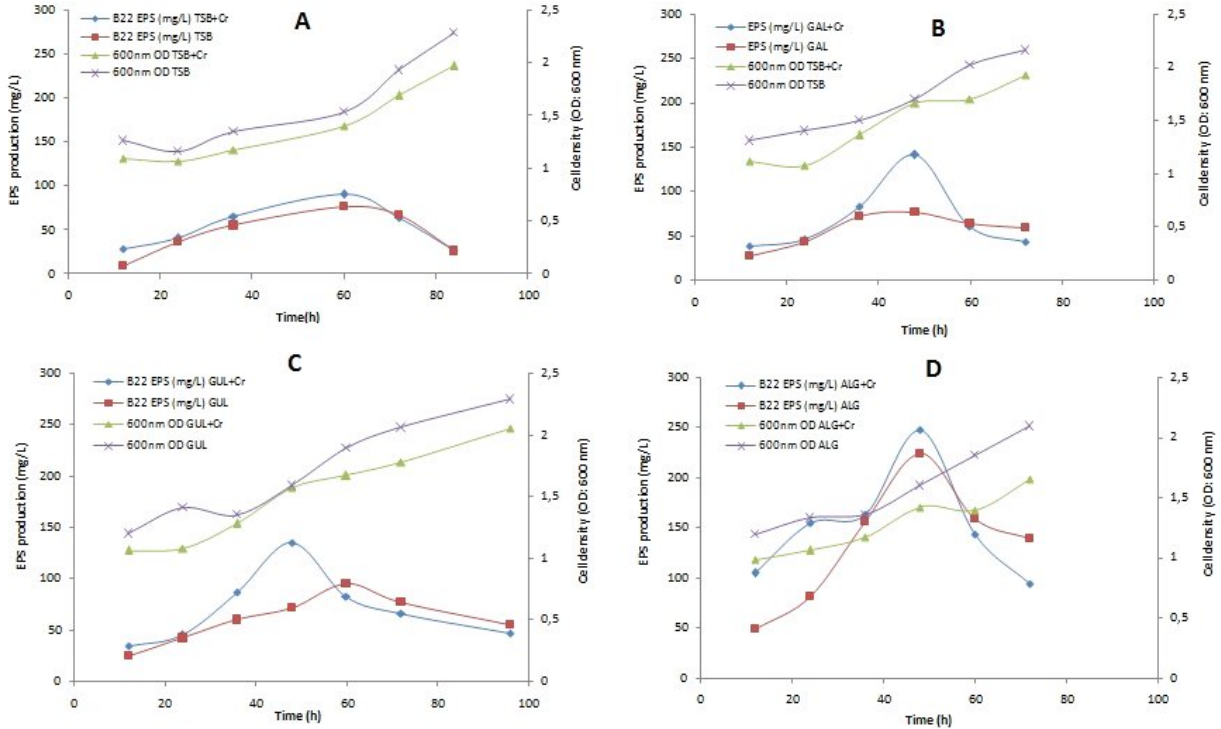 A
B22 EPS (mg/L) TSB+Cr
B22 EPS (mg/L) TSB
600nm OD TSB+Cr
600nm OD TSB
EPS production (mg/L)
300
250
200
150
100
50
0
0 20 40 60 80 100
Time(h)
2,5
2
1,5
1
0,5
0
Cell density (OD: 600 nm)
B
EPS (mg/L) GAL+Cr
EPS (mg/L) GAL
600nm OD TSB+Cr
600nm OD TSB
EPS production (mg/L)
300
250
200
150
100
50
0
0 20 40 60 80 100
Time (h)
2,5
2
1,5
1
0,5
0
Cell density (OD: 600 nm)
C
B22 EPS (mg/L) GUL+Cr
B22 EPS (mg/L) GUL
600nm OD GUL+Cr
600nm OD GUL
EPS production (mg/L)
300
250
200
150
100
50
0
0 20 40 60 80 100
Time (h)
2,5
2
1,5
1
0,5
0
Cell density (OD: 600 nm)
D
B22 EPS (mg/L) ALG+Cr
B22 EPS (mg/L) ALG
600nm OD ALG+Cr
600nm OD ALG
EPS production (mg/L)
300
250
200
150
100
50
0
0 20 40 60 80 100
Time (h)
2,5
2
1,5
1
0,5
0
Cell density (OD: 600 nm)